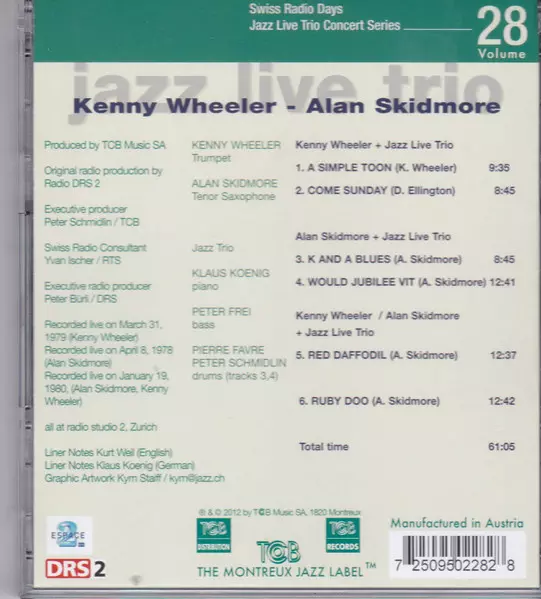 Swiss Radio Days
Jazz Live Trio Concert Series
28
Volume
jazz live trio
Kenny Wheeler - Alan Skidmore
Produced by TCB Music SA
Original radio production by
Radio DRS 2
Executive producer
Peter Schmidlin / TCB
Swiss Radio Consultant
Yvan Ischer / RTS
Executive radio producer
Peter Bürli / DRS
Recorded live on March 31,
1979 (Kenny Wheeler)
Recorded live on April 8, 1978
(Alan Skidmore)
Recorded live on January 19,
1980, (Alan Skidmore, Kenny
Wheeler)
all at radio studio 2, Zurich
Liner Notes Kurt Weil (English)
Liner Notes Klaus Koenig (German)
Graphic Artwork Kym Staiff / kym@jazz.ch
KENNY WHEELER
Trumpet
ALAN SKIDMORE
Tenor Saxophone
Jazz Trio
KLAUS KOENIG
piano
PETER FREI
bass
PIERRE FAVRE
PETER SCHMIDLIN
drums (tracks 3,4)
Kenny Wheeler + Jazz Live Trio
1. A SIMPLE TOON (K. Wheeler) 9:35
2. COME SUNDAY (D. Ellington) 8:45
Alan Skidmore + Jazz Live Trio
3. K AND A BLUES (A. Skidmore) 8:45
4. WOULD JUBILEE VIT (A. Skidmore) 12:41
Kenny Wheeler / Alan Skidmore
+ Jazz Live Trio
5. RED DAFFODIL (A. Skidmore) 12:37
6. RUBY DOO (A. Skidmore) 12:42
Total time 61:05
℗ & © 2012 by TCB Music SA, 1820 Montreux
ESPACE 2
DRS 2
TCB
DISTRIBUTION
TCB
TCB
RECORDS
THE MONTREUX JAZZ LABEL™
Manufactured in Austria
7 25095 02282 8